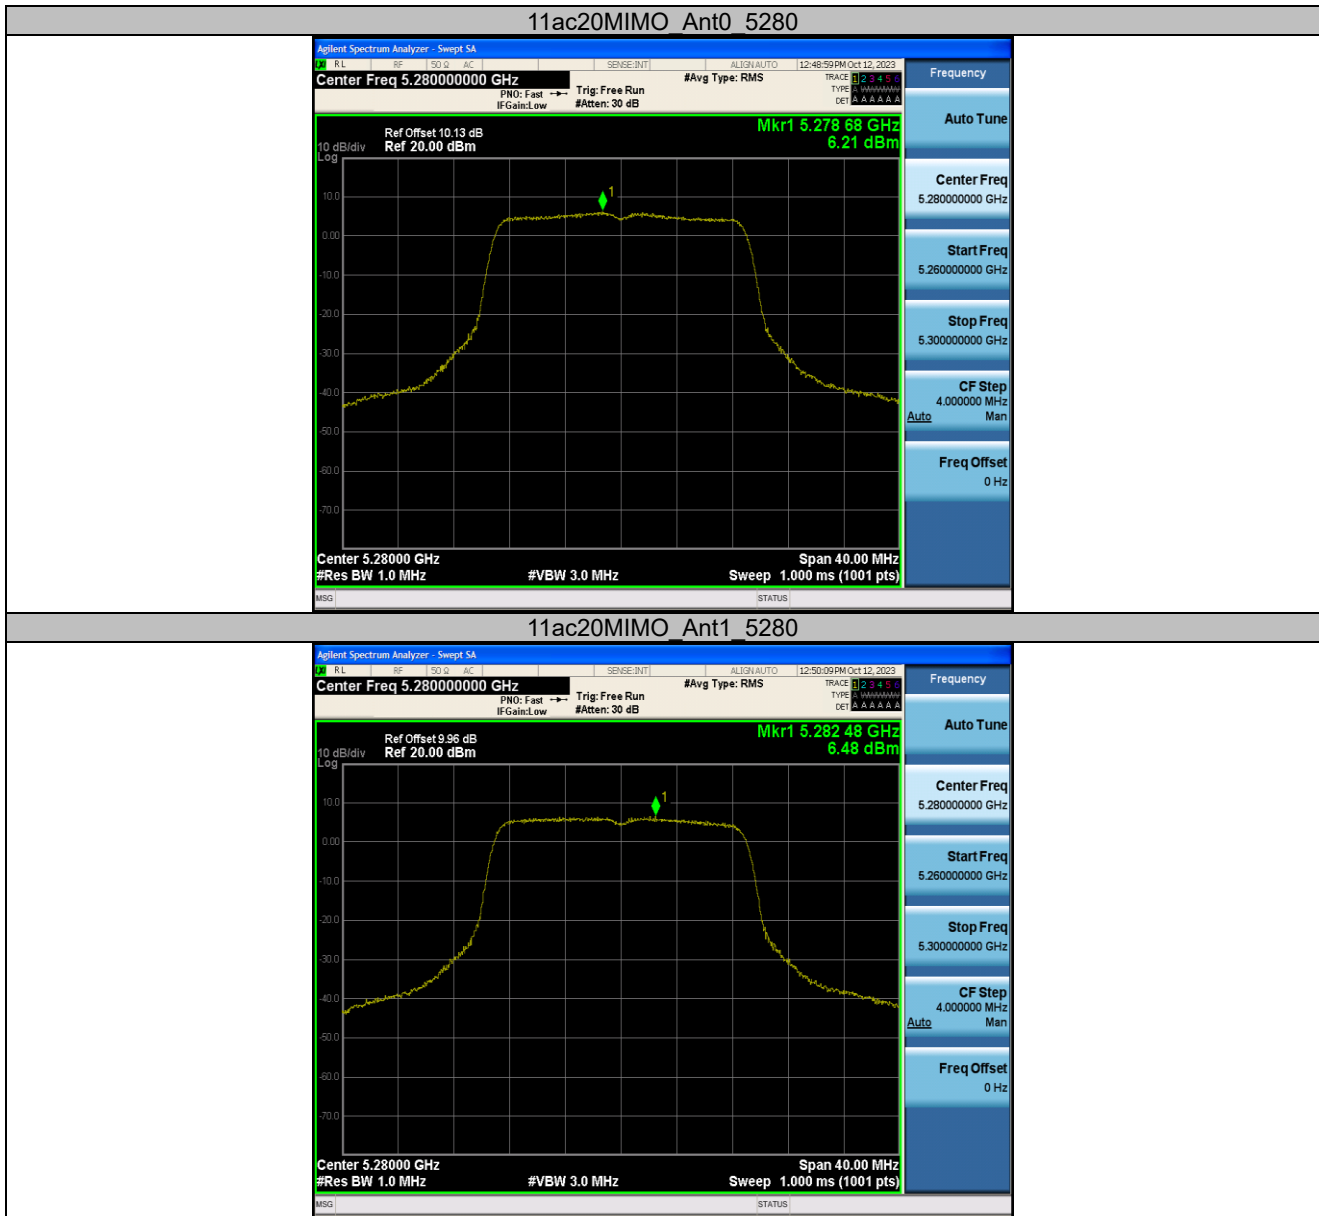 11ac20MIMO_Ant0_5280
Agilent Spectrum Analyzer - Swept SA
RL RF 50 Ω AC SENSE:INT ALIGN AUTO 12:48:59 PM Oct 12, 2023
Center Freq 5.280000000 GHz #Avg Type: RMS TRACE 1 2 3 4 5 6
PNO: Fast Trig: Free Run TYPE A
IFGain:Low #Atten: 30 dB DET A A A A A A
Frequency
Auto Tune
Mkr1 5.278 68 GHz
6.21 dBm
Ref Offset 10.13 dB
10 dB/div Ref 20.00 dBm
Log
1
10.0
0.00
-10.0
-20.0
-30.0
-40.0
-50.0
-60.0
-70.0
Center Freq
5.280000000 GHz
Start Freq
5.260000000 GHz
Stop Freq
5.300000000 GHz
CF Step
4.000000 MHz
Auto Man
Freq Offset
0 Hz
Center 5.28000 GHz Span 40.00 MHz
#Res BW 1.0 MHz #VBW 3.0 MHz Sweep 1.000 ms (1001 pts)
MSG STATUS
11ac20MIMO_Ant1_5280
Agilent Spectrum Analyzer - Swept SA
RL RF 50 Ω AC SENSE:INT ALIGN AUTO 12:50:09 PM Oct 12, 2023
Center Freq 5.280000000 GHz #Avg Type: RMS TRACE 1 2 3 4 5 6
PNO: Fast Trig: Free Run TYPE A
IFGain:Low #Atten: 30 dB DET A A A A A A
Frequency
Auto Tune
Mkr1 5.282 48 GHz
6.48 dBm
Ref Offset 9.96 dB
10 dB/div Ref 20.00 dBm
Log
1
10.0
0.00
-10.0
-20.0
-30.0
-40.0
-50.0
-60.0
-70.0
Center Freq
5.280000000 GHz
Start Freq
5.260000000 GHz
Stop Freq
5.300000000 GHz
CF Step
4.000000 MHz
Auto Man
Freq Offset
0 Hz
Center 5.28000 GHz Span 40.00 MHz
#Res BW 1.0 MHz #VBW 3.0 MHz Sweep 1.000 ms (1001 pts)
MSG STATUS